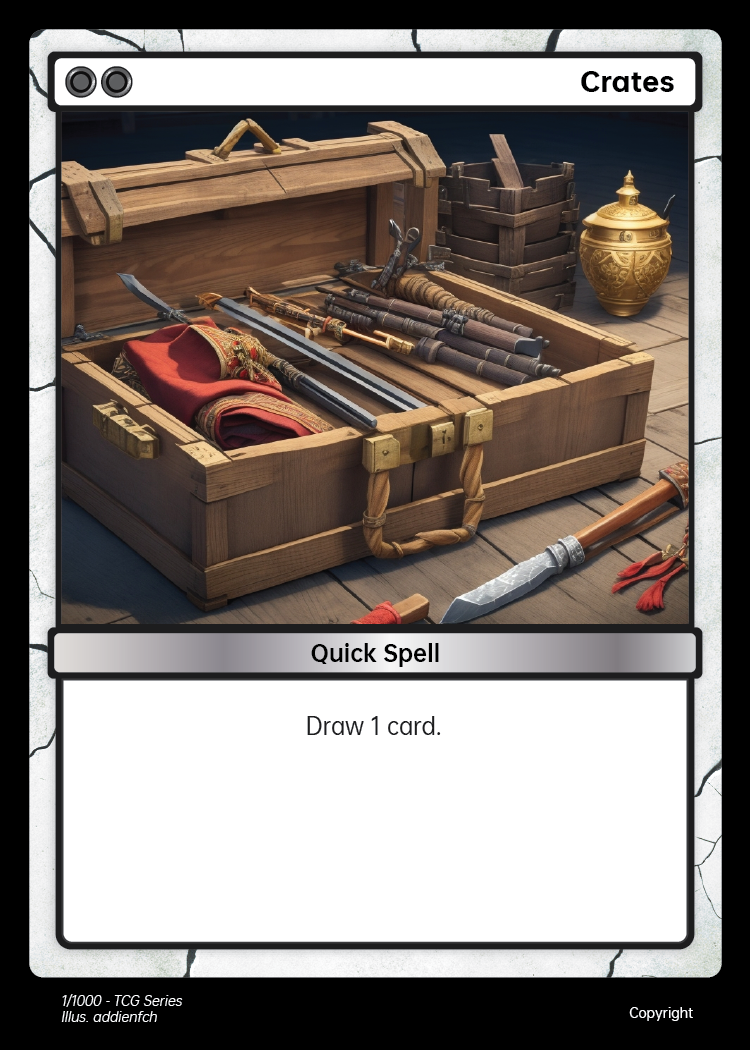 Crates
Quick Spell
Draw 1 card.
1/1000 - TCG Series
Illus. addienfch
Copyright